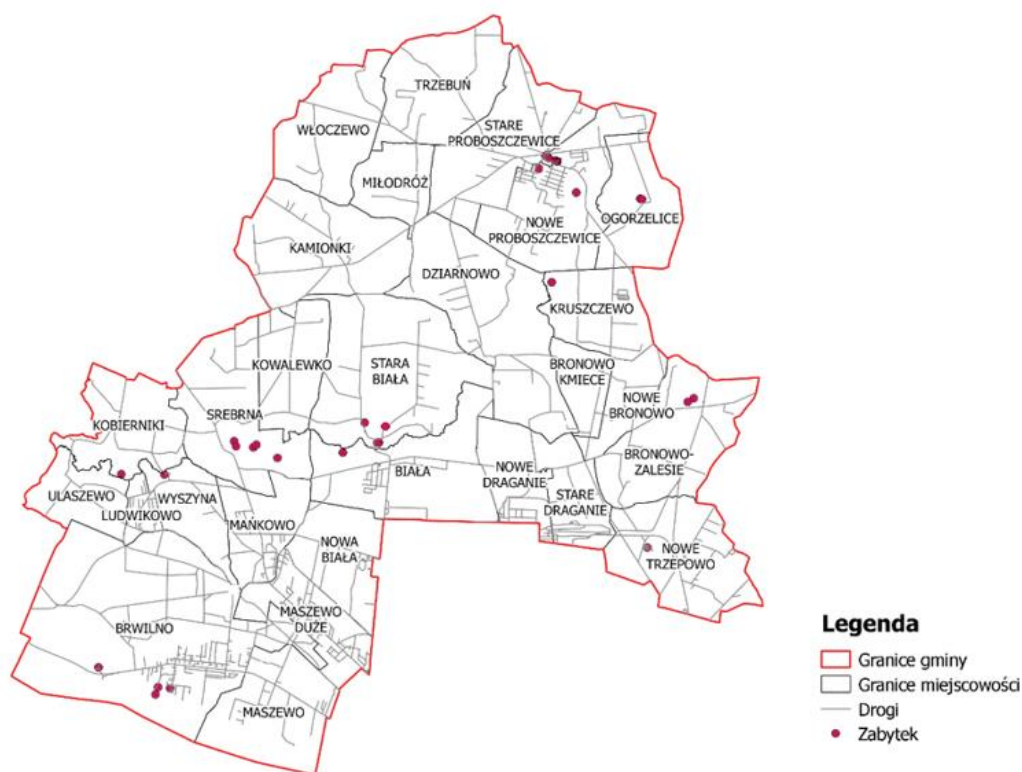 TRZEBUŃ
WŁOCZEWO
STARE
PROBOSZCZEWICE
MIŁODRÓŻ
OGORZELICE
NOWE
PROBOSZCZEWICE
KAMIONKI
DZIARNOWO
KRUSZCZEWO
KOWALEWKO
STARA
BIAŁA
BRONOWO
KMIECE
NOWE
BRONOWO
SREBRNA
KOBIERNIKI
BRONOWO-
ZALESIE
BIAŁA
NOWE
DRAGANIE
STARE
DRAGANIE
ULASZEWO
WYSZYNA
LUDWIKOWO
MAŃKOWO
NOWA
BIAŁA
NOWE
TRZEPOWO
MASZEWO
DUŻE
BRWILNO
MASZEWO
Legenda
Granice gminy
Granice miejscowości
Drogi
Zabytek